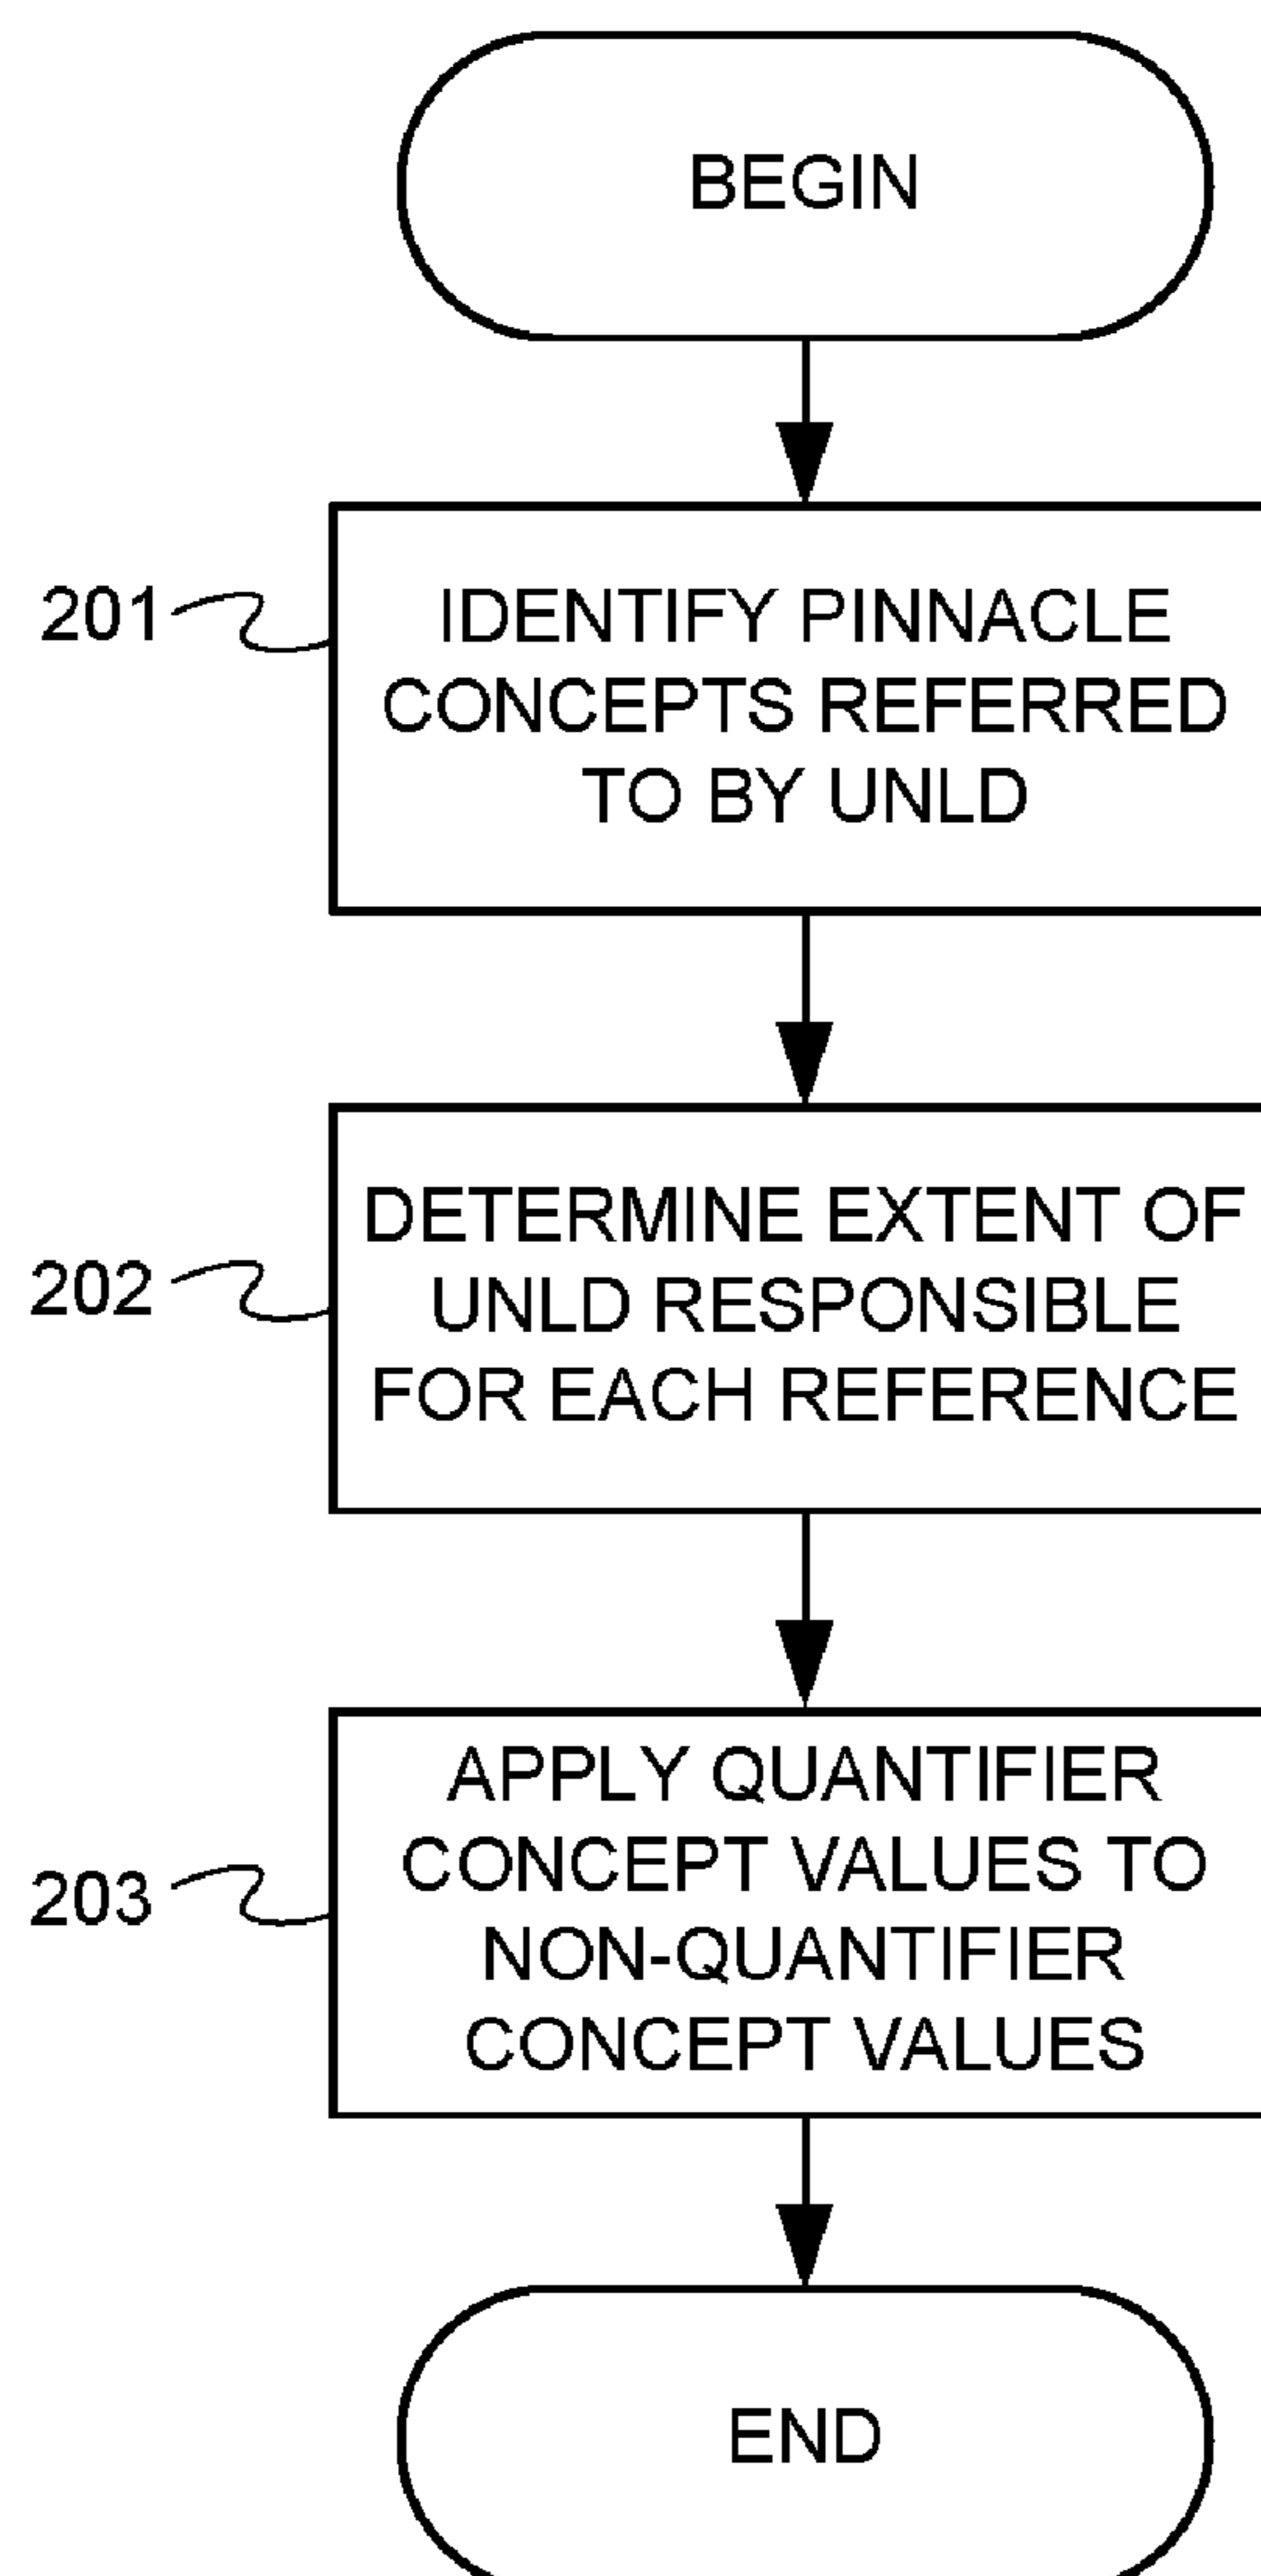 BEGIN
201
IDENTIFY PINNACLE
CONCEPTS REFERRED
TO BY UNLD
202
DETERMINE EXTENT OF
UNLD RESPONSIBLE
FOR EACH REFERENCE
203
APPLY QUANTIFIER
CONCEPT VALUES TO
NON-QUANTIFIER
CONCEPT VALUES
END